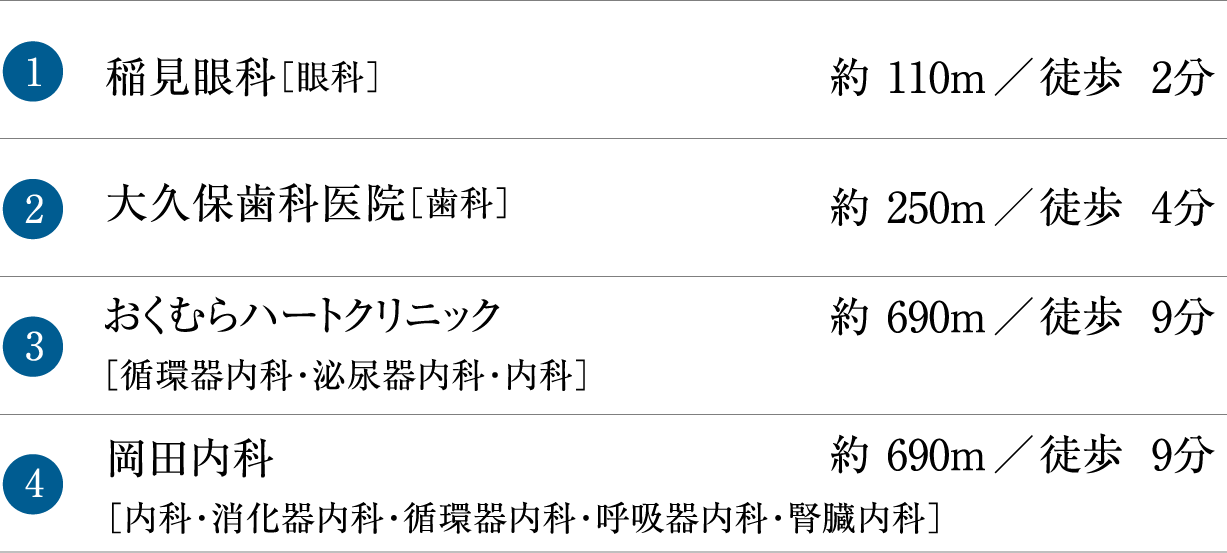 1 稲見眼科［眼科］ 約 110m／徒歩 2分
2 大久保歯科医院［歯科］ 約 250m／徒歩 4分
3 おくむらハートクリニック 約 690m／徒歩 9分
［循環器内科・泌尿器内科・内科］
4 岡田内科 約 690m／徒歩 9分
［内科・消化器内科・循環器内科・呼吸器内科・腎臓内科］